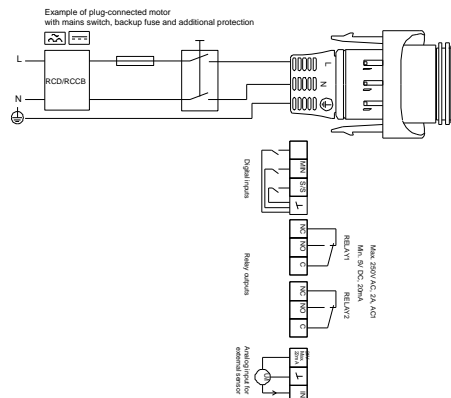 Example of plug-connected motor
with mains switch, backup fuse and additional protection
L
RCD/RCCB
N
L
N
Digital inputs
MIN
S/S
Relay outputs
NC
NO
C
RELAY1
Max. 250V AC, 2A, AC1
Min. 5V DC, 20mA
NC
NO
C
RELAY2
Analog input for
external sensor
Max.
22mA
IN